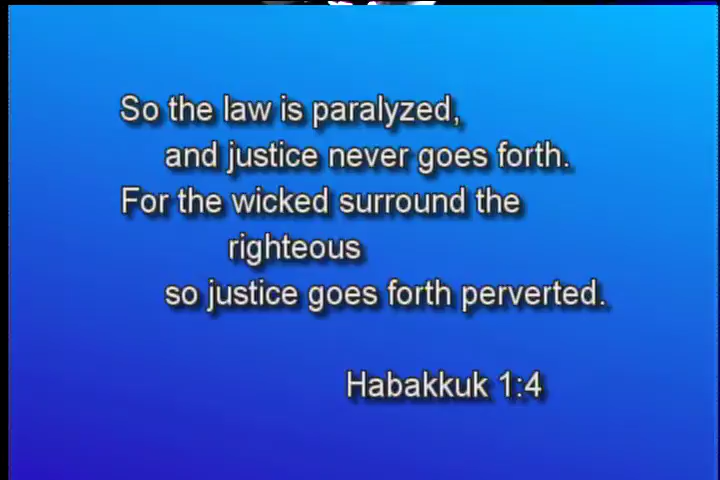 So the law is paralyzed,
and justice never goes forth.
For the wicked surround the
righteous
so justice goes forth perverted.
Habakkuk 1:4